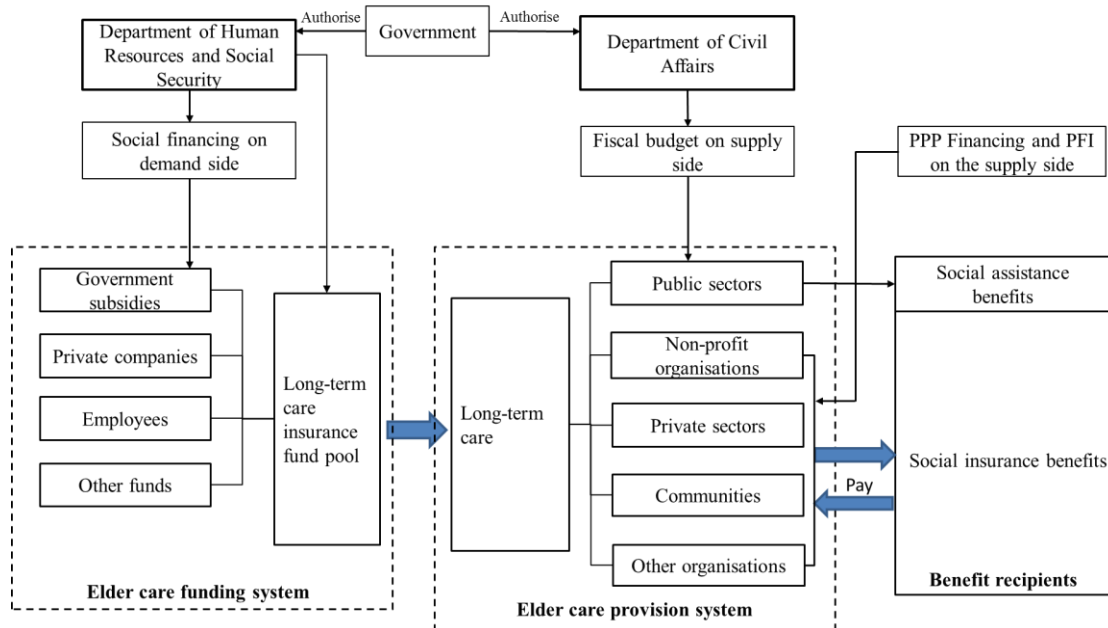 Authorise
Authorise
Department of Human
Resources and Social
Security
Government
Department of Civil
Affairs
Social financing on
demand side
Fiscal budget on supply
side
PPP Financing and PFI
on the supply side
Government
subsidies
Private companies
Employees
Other funds
Long-term
care
insurance
fund pool
Elder care funding system
Long-term
care
Public sectors
Non-profit
organisations
Private sectors
Communities
Other organisations
Elder care provision system
Social assistance
benefits
Social insurance benefits
Pay
Benefit recipients